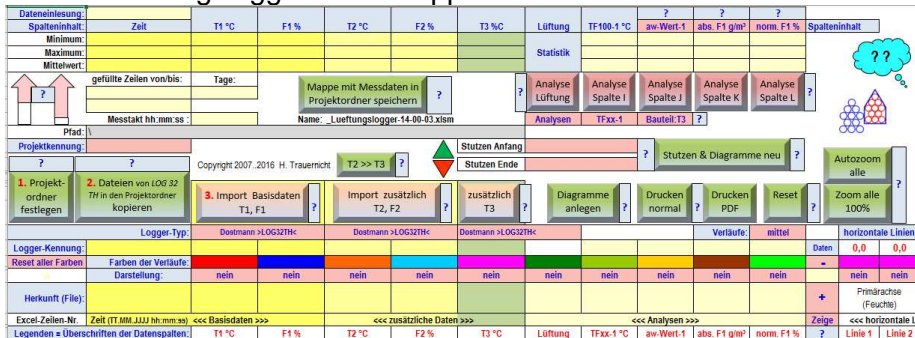 Dateneinlesung: ? ? ?
Spalteninhalt: Zeit T1 °C F1 % T2 °C F2 % T3 %C Lüftung TF100-1 °C aw-Wert-1 abs. F1 g/m³ norm. F1 % Spalteninhalt
Minimum:
Maximum: Statistik
Mittelwert:
? ?
gefüllte Zeilen von/bis: Tage:
? Mappe mit Messdaten in Projektordner speichern ? ? Analyse Lüftung Analyse Spalte I Analyse Spalte J Analyse Spalte K Analyse Spalte L ?
Messtakt hh:mm:ss : Name: _Lueftungslogger-14-00-03.xlsm Analysen TFxx-1 Bauteil:T3 ?
Pfad: \
Projektkennung: Stutzen Anfang
? ? Copyright 2007..2016 H. Trauernicht T2 >> T3 ? Stutzen Ende ? Stutzen & Diagramme neu ? Autozoom alle
1. Projekt-ordner festlegen 2. Dateien von LOG 32 TH in den Projektordner kopieren 3. Import Basisdaten T1, F1 ? Import zusätzlich T2, F2 ? zusätzlich T3 ? Diagramme anlegen ? Drucken normal ? Drucken PDF Reset ? ? Zoom alle 100%
Logger-Typ: Dostmann >LOG32TH< Dostmann >LOG32TH< Dostmann >LOG32TH< Verläufe: mittel horizontale Linien
Logger-Kennung: Daten 0,0 0,0
Reset aller Farben Farben der Verläufe: -
Darstellung: nein nein nein nein nein nein nein nein nein nein nein nein
Herkunft (File): + Primärachse (Feuchte)
Excel-Zeilen-Nr. Zeit (TT.MM.JJJJ hh:mm:ss) <<< Basisdaten >>> <<< zusätzliche Daten >>> <<< Analysen >>> Zeige <<< horizontale L
Legenden = Überschriften der Datenspalten: T1 °C F1 % T2 °C F2 % T3 °C Lüftung TFxx-1 °C aw-Wert-1 abs. F1 g/m³ norm. F1 % ? Linie 1 Linie 2